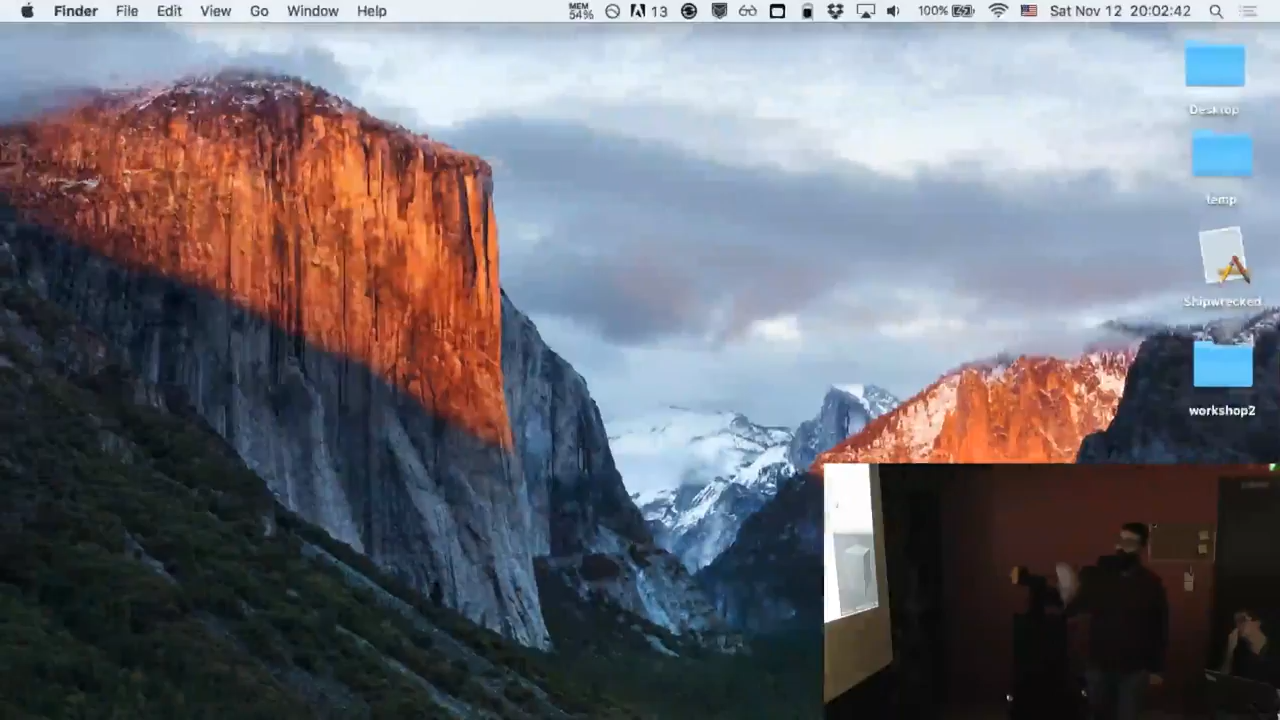 Finder File Edit View Go Window Help MEM 54% 13 100% Sat Nov 12 20:02:42
Desktop
temp
Shipwrecked
workshop2